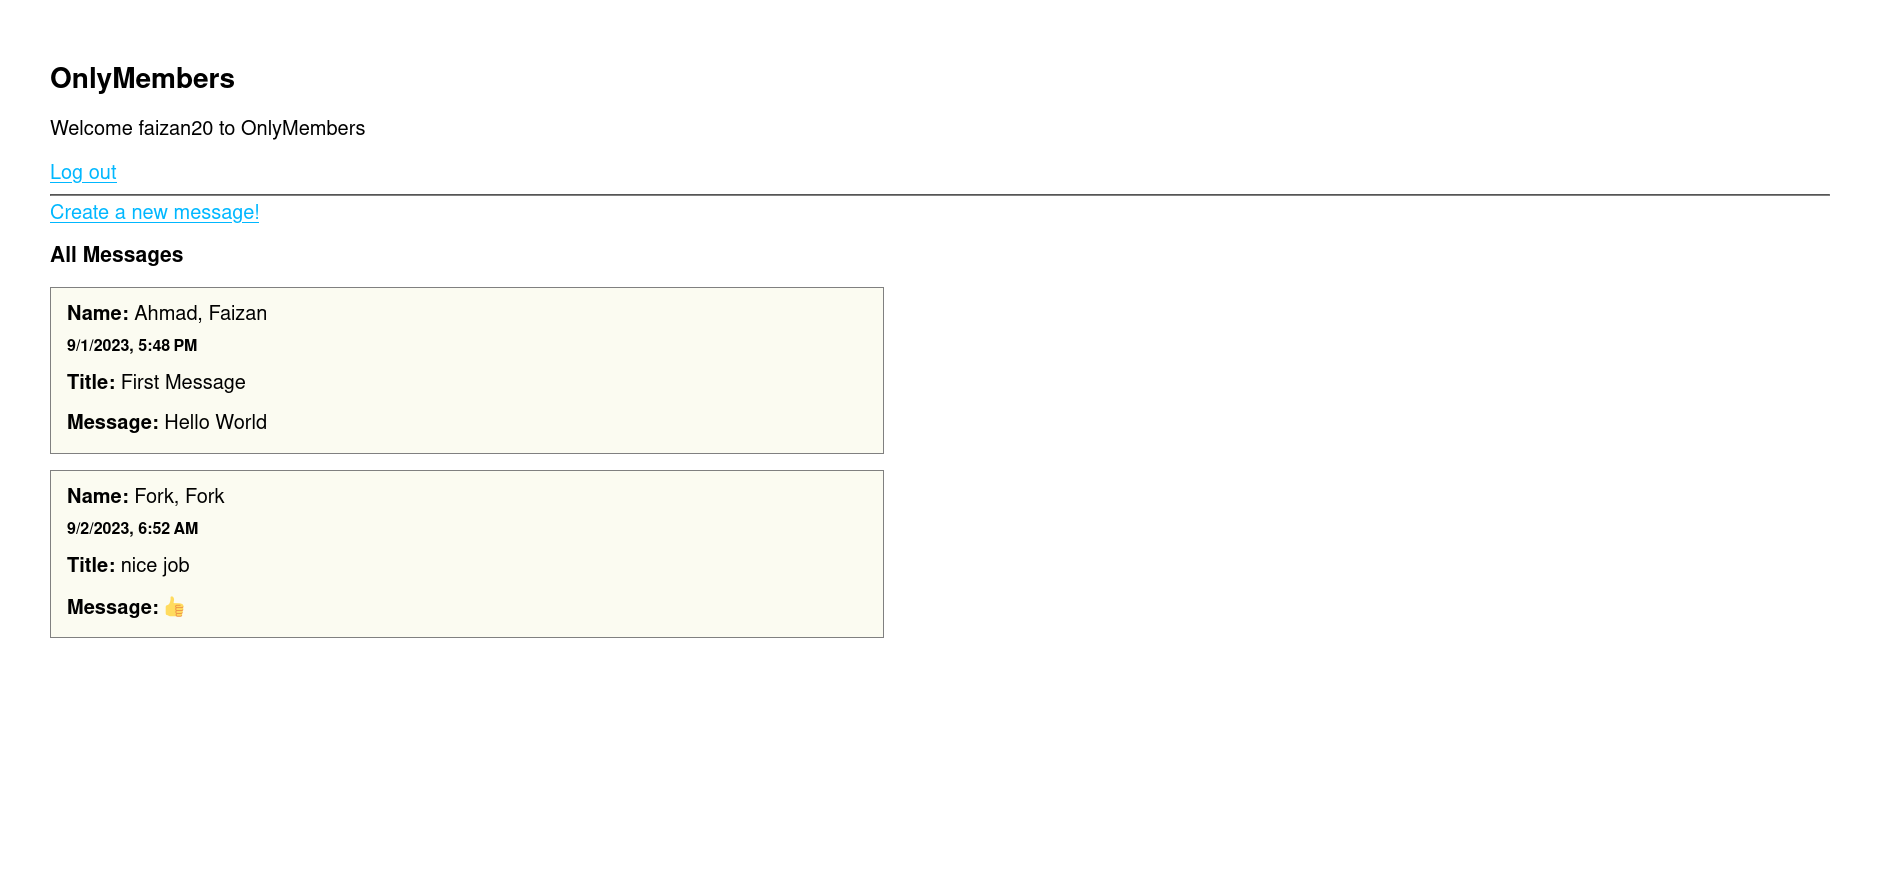 OnlyMembers
Welcome faizan20 to OnlyMembers
Log out
Create a new message!
All Messages
Name: Ahmad, Faizan
9/1/2023, 5:48 PM
Title: First Message
Message: Hello World
Name: Fork, Fork
9/2/2023, 6:52 AM
Title: nice job
Message: 👍